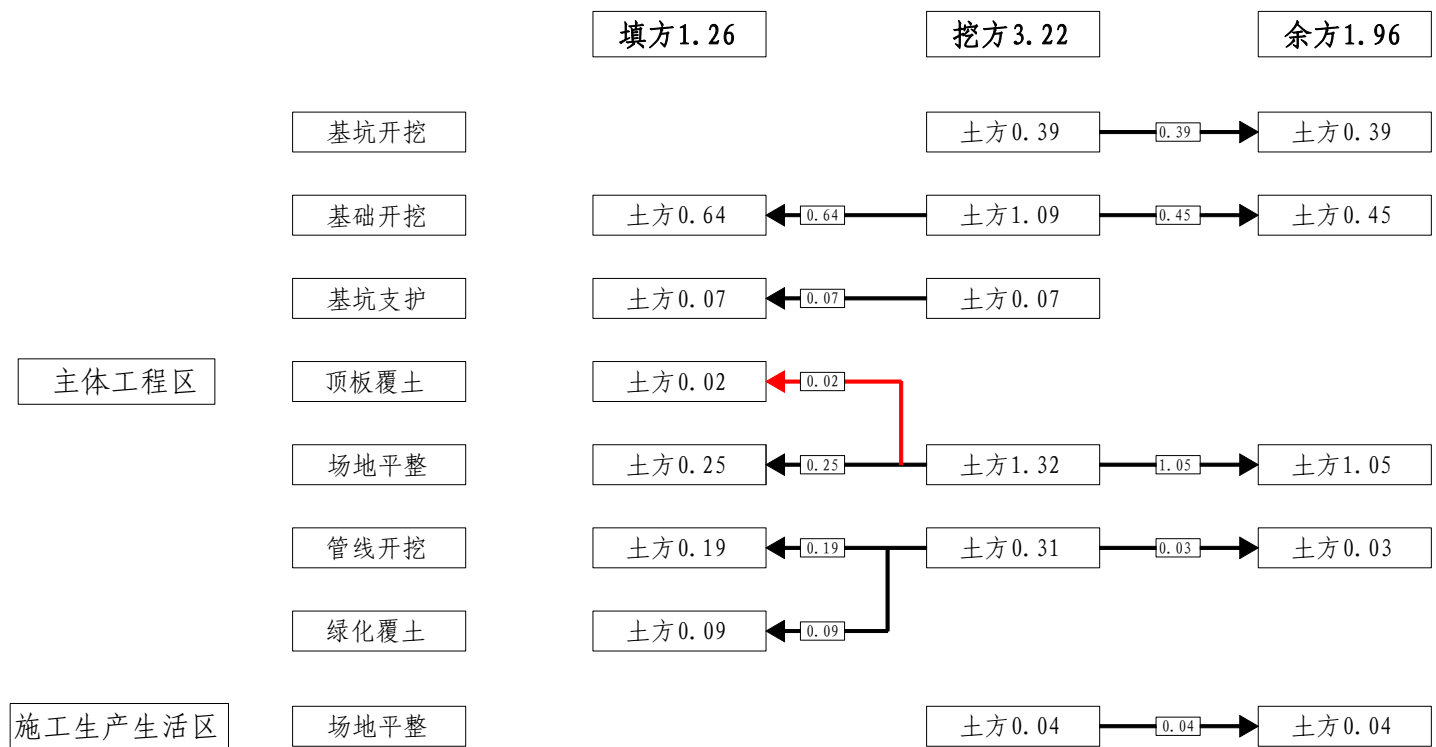 填方1.26 挖方3.22 余方1.96
基坑开挖 土方0.39 0.39 土方0.39
基础开挖 土方0.64 0.64 土方1.09 0.45 土方0.45
基坑支护 土方0.07 0.07 土方0.07
主体工程区 顶板覆土 土方0.02 0.02
场地平整 土方0.25 0.25 土方1.32 1.05 土方1.05
管线开挖 土方0.19 0.19 土方0.31 0.03 土方0.03
绿化覆土 土方0.09 0.09
施工生产生活区 场地平整 土方0.04 0.04 土方0.04